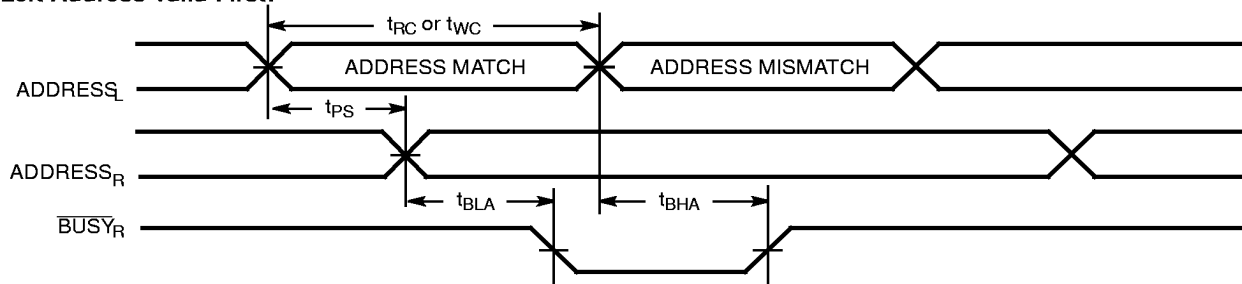 Left Address Valid First:
tRC or tWC
ADDRESS MATCH
ADDRESS MISMATCH
ADDRESSL
tPS
ADDRESSR
tBLA
tBHA
BUSYR